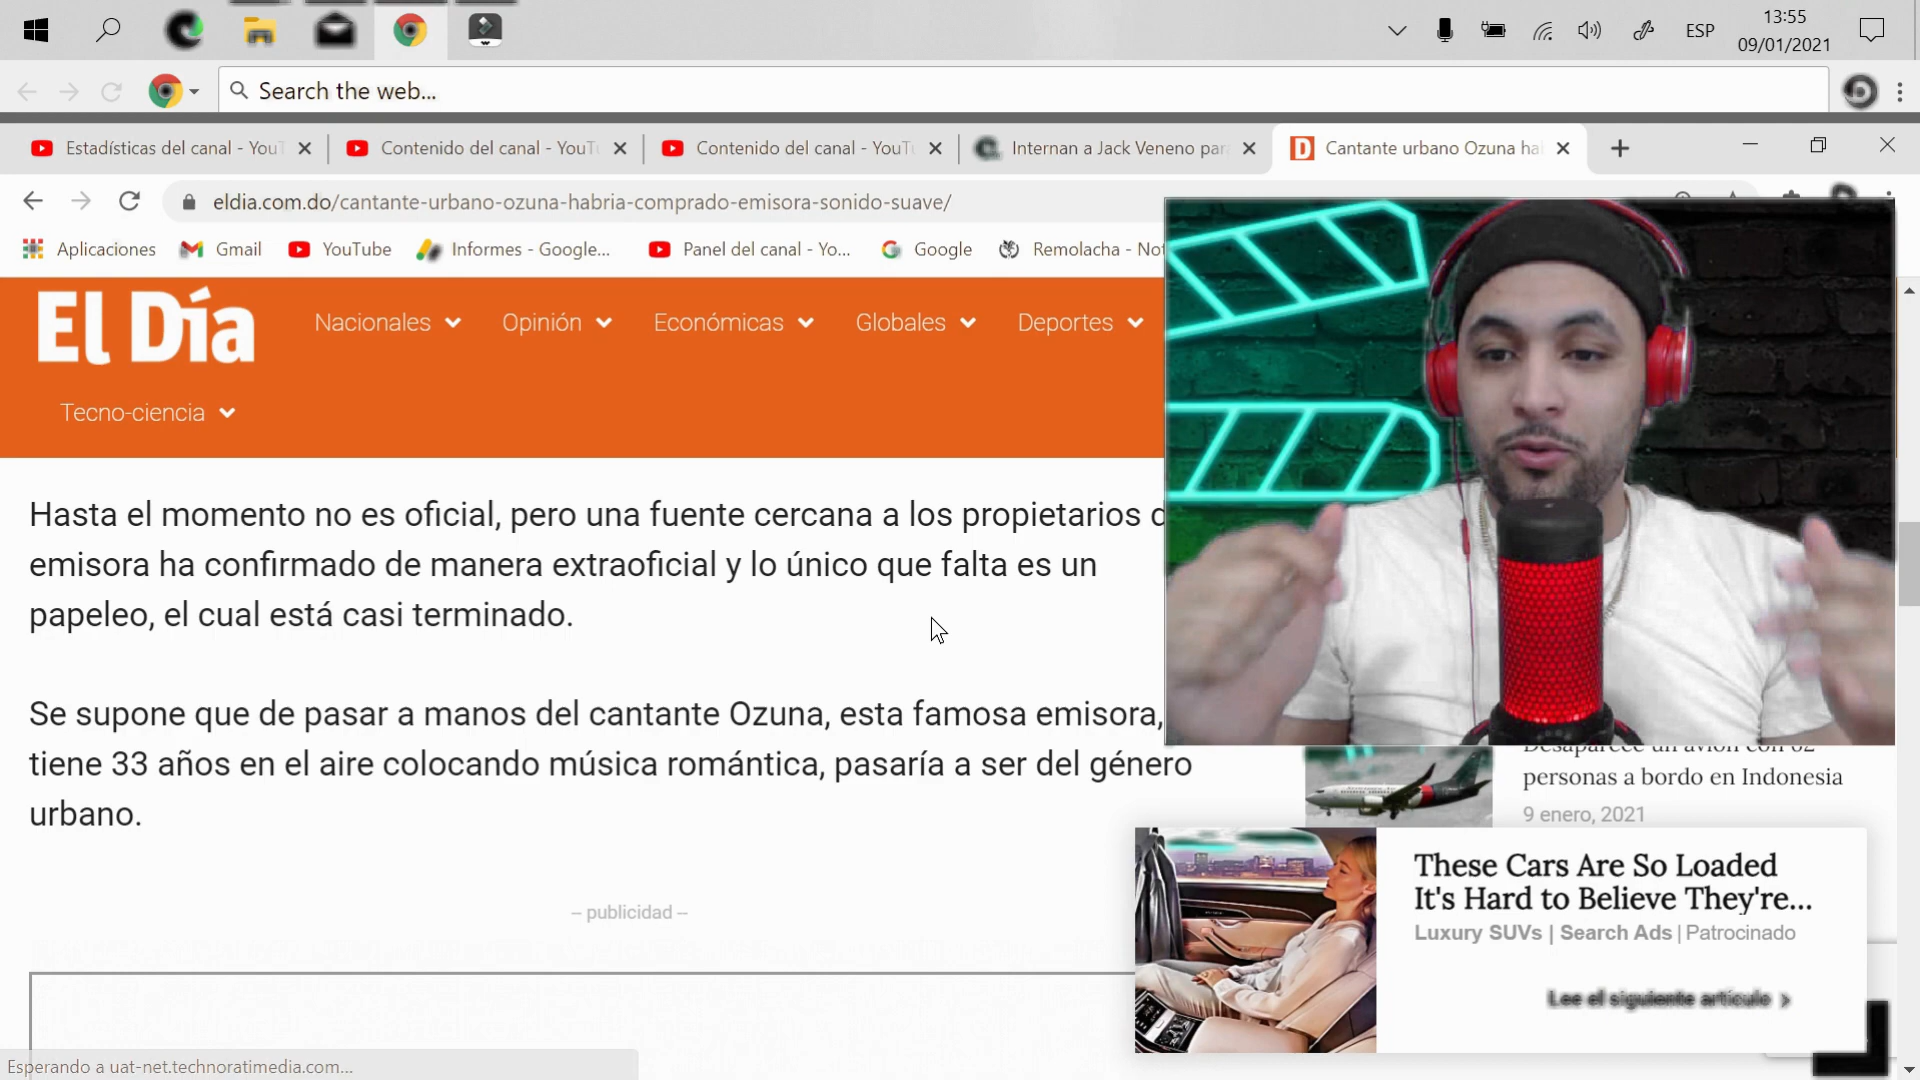 ESP
13:55
09/01/2021
Search the web...
Estadísticas del canal - YouT
Contenido del canal - YouT
Contenido del canal - YouTu
Internan a Jack Veneno par
Cantante urbano Ozuna ha
eldia.com.do/cantante-urbano-ozuna-habria-comprado-emisora-sonido-suave/
Aplicaciones
Gmail
YouTube
Informes - Google...
Panel del canal - Yo...
Google
Remolacha - Not
El Día
Nacionales
Opinión
Económicas
Globales
Deportes
Tecno-ciencia
Hasta el momento no es oficial, pero una fuente cercana a los propietarios d
emisora ha confirmado de manera extraoficial y lo único que falta es un
papeleo, el cual está casi terminado.
Se supone que de pasar a manos del cantante Ozuna, esta famosa emisora,
tiene 33 años en el aire colocando música romántica, pasaría a ser del género
urbano.
Desaparece un avión con 62
personas a bordo en Indonesia
9 enero, 2021
– publicidad –
These Cars Are So Loaded
It's Hard to Believe They're...
Luxury SUVs | Search Ads | Patrocinado
Lee el siguiente artículo >
Esperando a uat-net.technoratimedia.com...